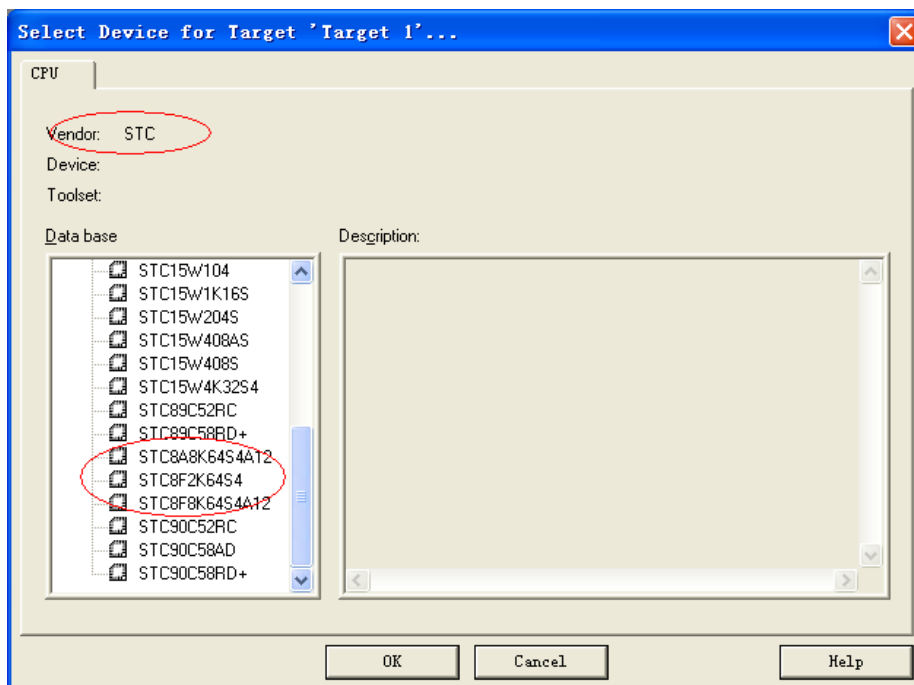 Select Device for Target 'Target 1'...
CPU
Vendor: STC
Device:
Toolset:
Data base
Description:
STC15W104
STC15W1K16S
STC15W204S
STC15W408AS
STC15W408S
STC15W4K32S4
STC89C52RC
STC89C58RD+
STC8A8K64S4A12
STC8F2K64S4
STC8F8K64S4A12
STC90C52RC
STC90C58AD
STC90C58RD+
OK
Cancel
Help